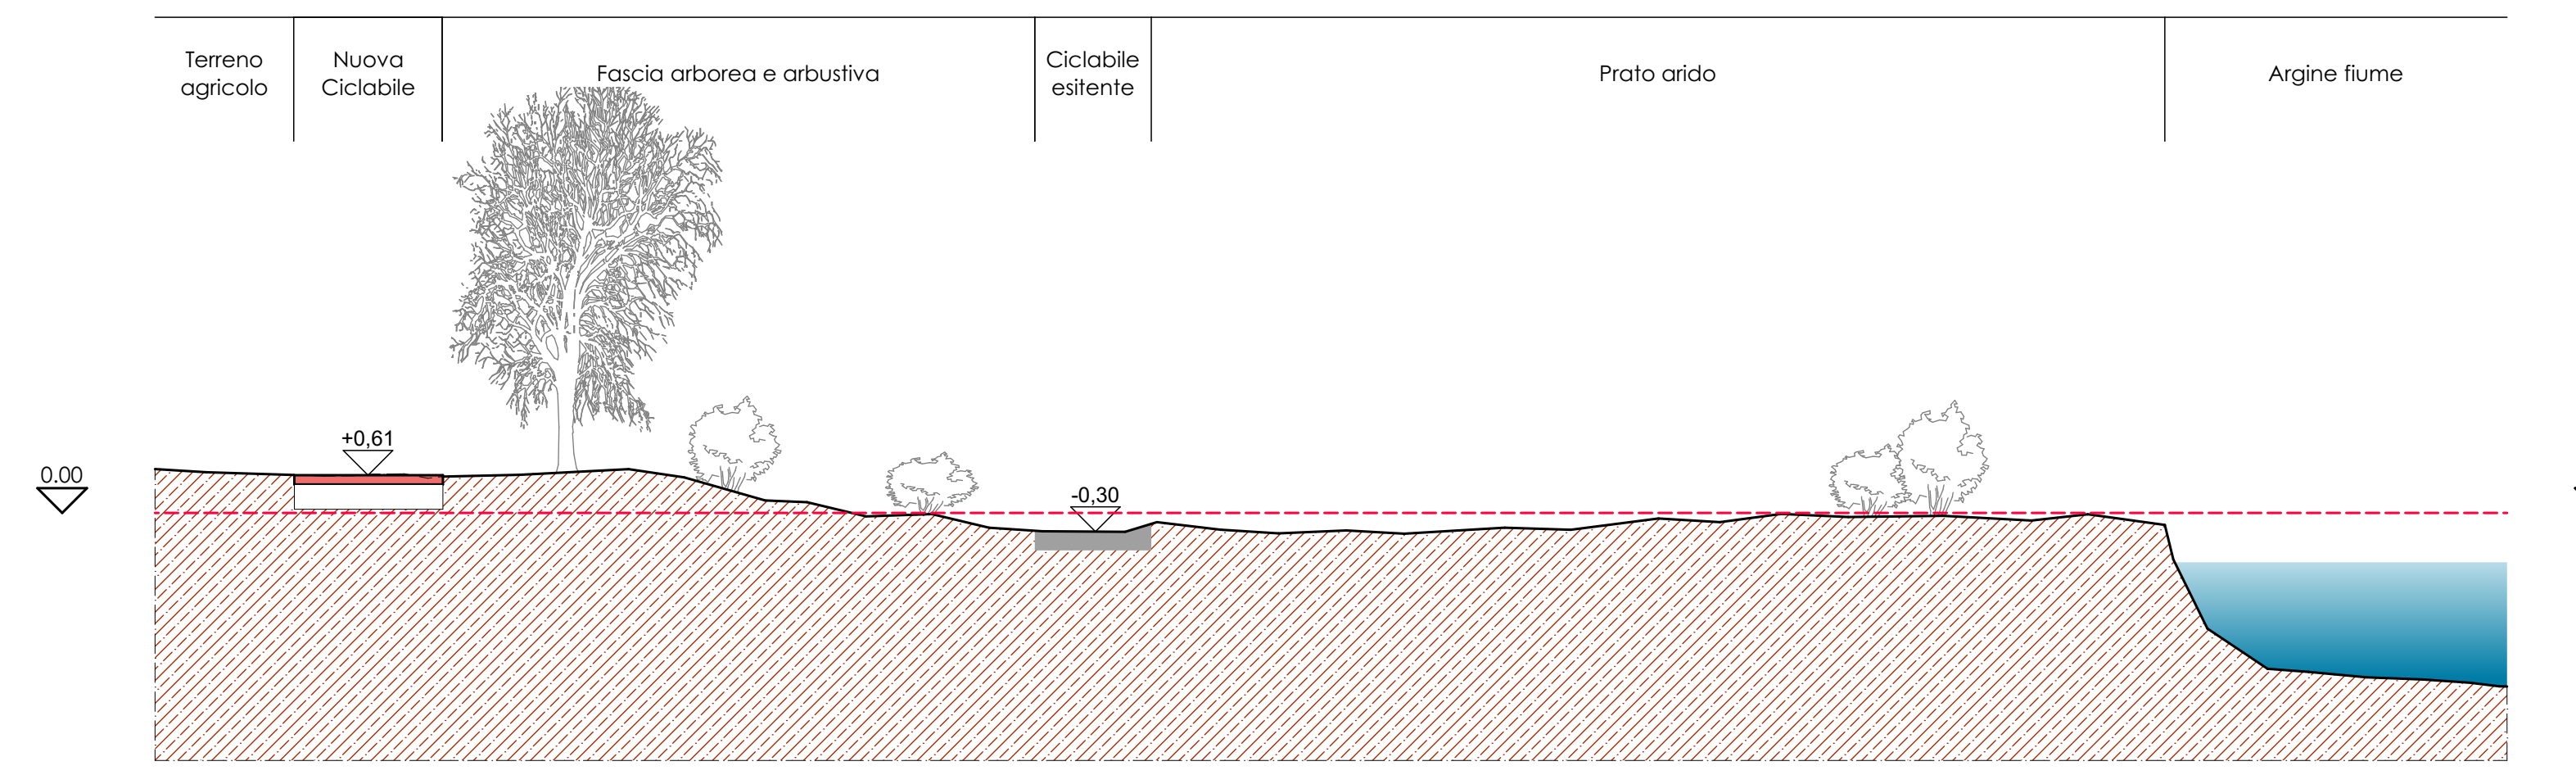 Terreno
agricolo
Nuova
Ciclabile
Fascia arborea e arbustiva
Ciclabile
esitente
Prato arido
Argine fiume
+0,61
0.00
-0,30